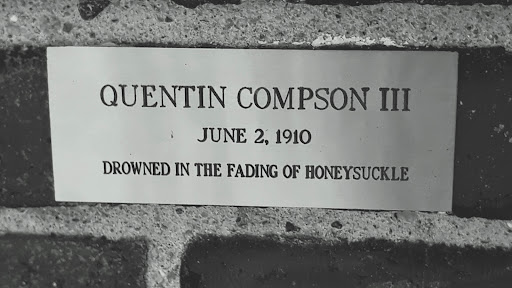 QUENTIN COMPSON III
JUNE 2, 1910
DROWNED IN THE FADING OF HONEYSUCKLE